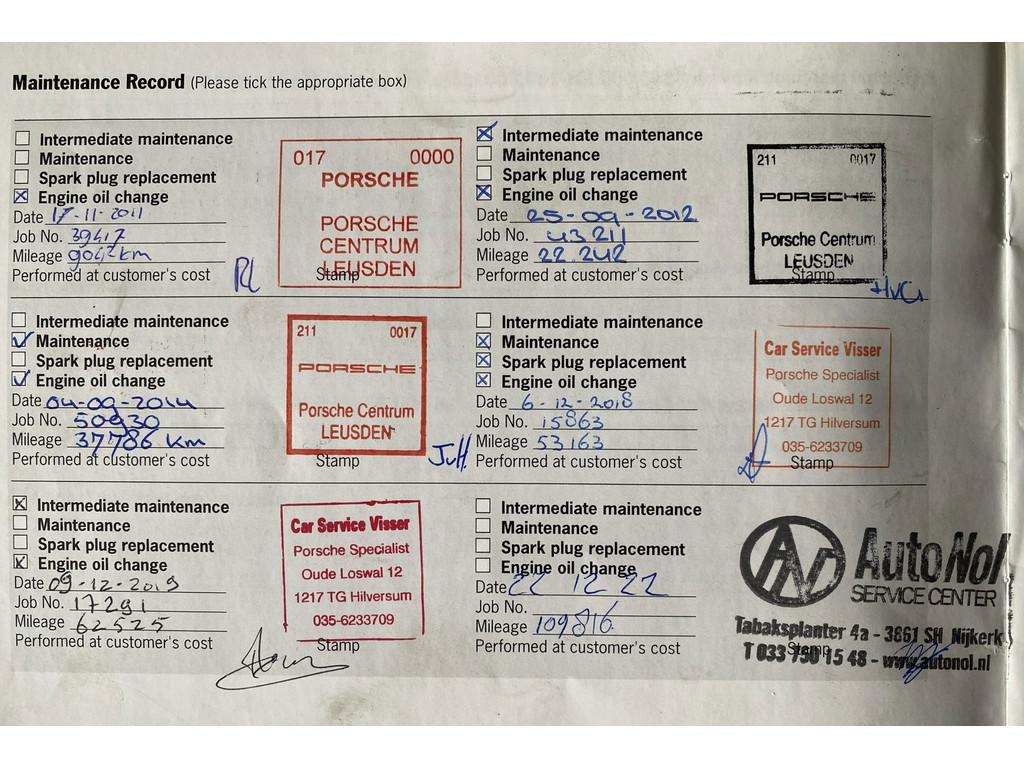 Maintenance Record (Please tick the appropriate box)
Intermediate maintenance
Maintenance
Spark plug replacement
Engine oil change
Date 17-11-2011
Job No. 39417
Mileage 9042 km
Performed at customer's cost
017 0000
PORSCHE
PORSCHE
CENTRUM
LEUSDEN
Stamp
RL
Intermediate maintenance
Maintenance
Spark plug replacement
Engine oil change
Date 25-09-2012
Job No. 43211
Mileage 22.242
Performed at customer's cost
211 0017
PORSCHE
Porsche Centrum
LEUSDEN
Stamp
Intermediate maintenance
Maintenance
Spark plug replacement
Engine oil change
Date 04-09-2014
Job No. 50930
Mileage 37786 km
Performed at customer's cost
211 0017
PORSCHE
Porsche Centrum
LEUSDEN
Stamp
JvH.
Intermediate maintenance
Maintenance
Spark plug replacement
Engine oil change
Date 6-12-2018
Job No. 15863
Mileage 53163
Performed at customer's cost
Car Service Visser
Porsche Specialist
Oude Loswal 12
1217 TG Hilversum
035-6233709
Stamp
Intermediate maintenance
Maintenance
Spark plug replacement
Engine oil change
Date 09-12-2019
Job No. 17291
Mileage 62525
Performed at customer's cost
Car Service Visser
Porsche Specialist
Oude Loswal 12
1217 TG Hilversum
035-6233709
Stamp
Intermediate maintenance
Maintenance
Spark plug replacement
Engine oil change
Date 22 12 22
Job No.
Mileage 109816
Performed at customer's cost
AN AutoNol
SERVICE CENTER
Tabaksplanter 4a - 3861 SH Nijkerk
T 033 750 15 48 - www.autonol.nl
Stamp